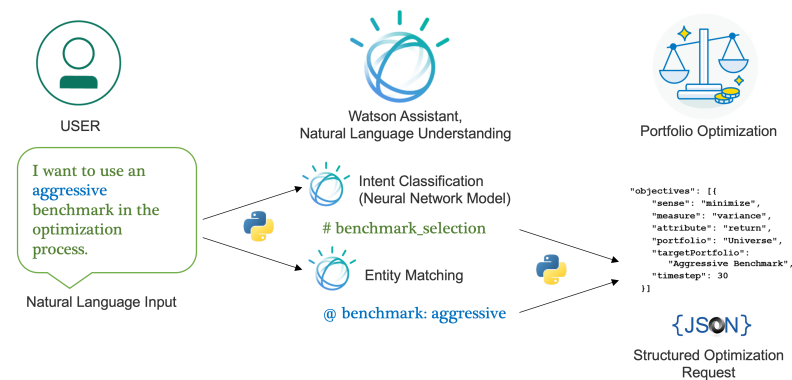 USER
I want to use an
aggressive
benchmark in the
optimization
process.
Natural Language Input
Watson Assistant,
Natural Language Understanding
Intent Classification
(Neural Network Model)
# benchmark_selection
Entity Matching
@ benchmark: aggressive
Portfolio Optimization
"objectives": [{
"sense": "minimize",
"measure": "variance",
"attribute": "return",
"portfolio": "Universe",
"targetPortfolio":
"Aggressive Benchmark",
"timestep": 30
}]
{JSON}
Structured Optimization
Request